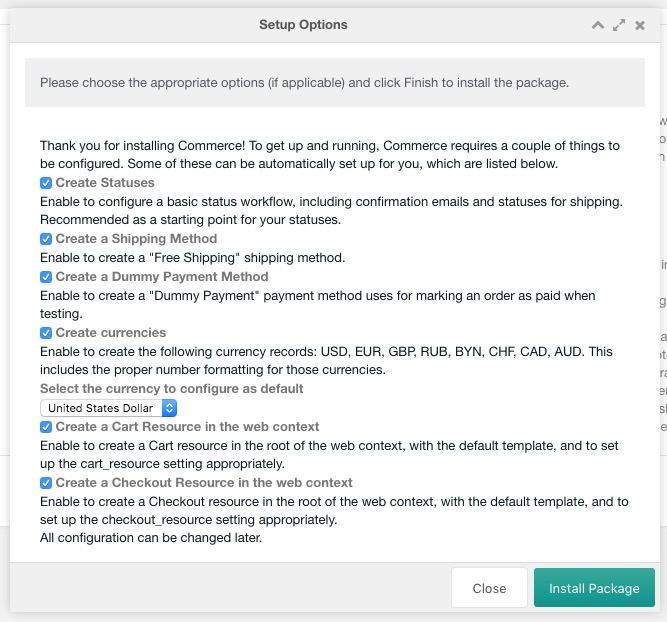 Setup Options
Please choose the appropriate options (if applicable) and click Finish to install the package.
Thank you for installing Commerce! To get up and running, Commerce requires a couple of things to
be configured. Some of these can be automatically set up for you, which are listed below.
Create Statuses
Enable to configure a basic status workflow, including confirmation emails and statuses for shipping.
Recommended as a starting point for your statuses.
Create a Shipping Method
Enable to create a "Free Shipping" shipping method.
Create a Dummy Payment Method
Enable to create a "Dummy Payment" payment method uses for marking an order as paid when
testing.
Create currencies
Enable to create the following currency records: USD, EUR, GBP, RUB, BYN, CHF, CAD, AUD. This
includes the proper number formatting for those currencies.
Select the currency to configure as default
United States Dollar
Create a Cart Resource in the web context
Enable to create a Cart resource in the root of the web context, with the default template, and to set
up the cart_resource setting appropriately.
Create a Checkout Resource in the web context
Enable to create a Checkout resource in the root of the web context, with the default template, and to
set up the checkout_resource setting appropriately.
All configuration can be changed later.
Close
Install Package